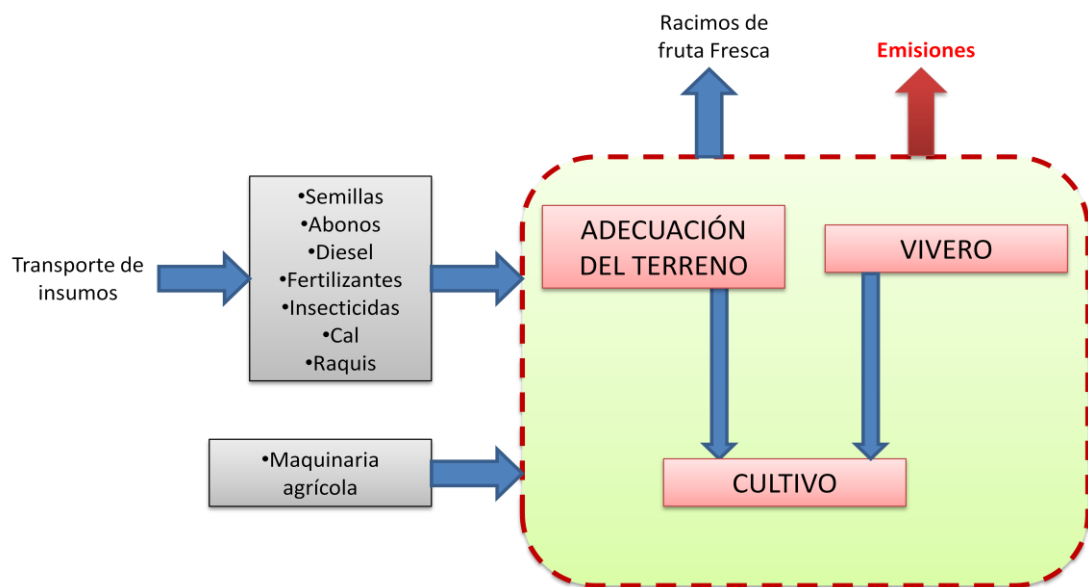 Racimos de
fruta Fresca
Emisiones
Transporte de
insumos
•Semillas
•Abonos
•Diesel
•Fertilizantes
•Insecticidas
•Cal
•Raquis
•Maquinaria
agrícola
ADECUACIÓN
DEL TERRENO
VIVERO
CULTIVO